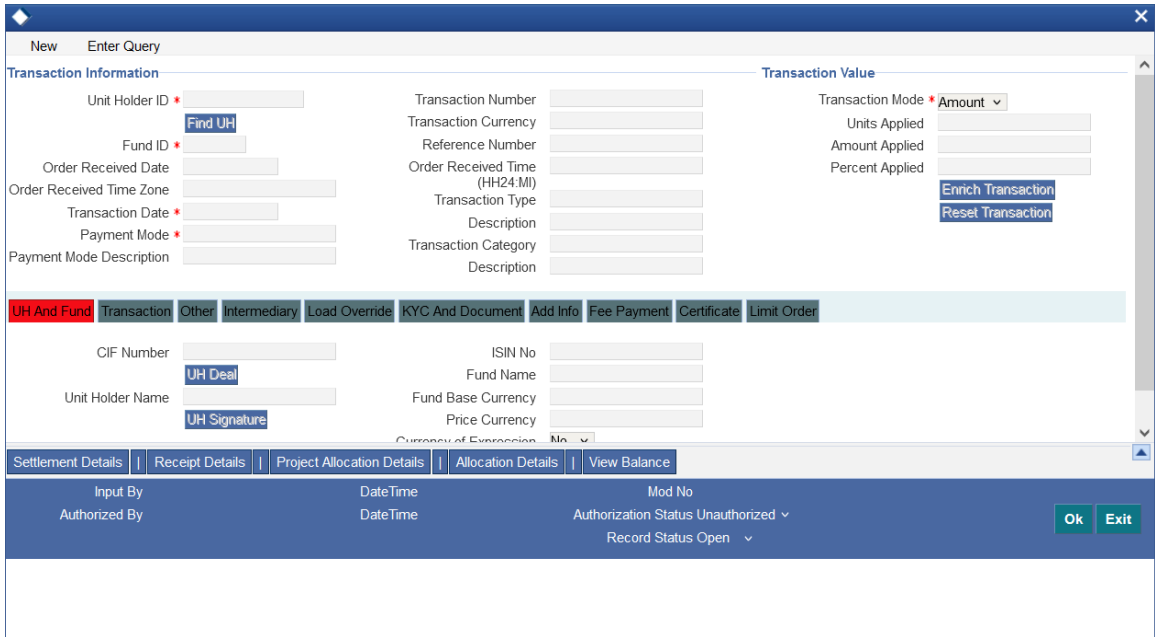 New Enter Query
Transaction Information Transaction Value
Unit Holder ID * Transaction Number Transaction Mode * Amount
Find UH Transaction Currency Units Applied
Fund ID * Reference Number Amount Applied
Order Received Date Order Received Time Percent Applied
(HH24:MI)
Order Received Time Zone Transaction Type Enrich Transaction
Transaction Date * Description Reset Transaction
Payment Mode * Transaction Category
Payment Mode Description Description
UH And Fund Transaction Other Intermediary Load Override KYC And Document Add Info Fee Payment Certificate Limit Order
CIF Number ISIN No
UH Deal Fund Name
Unit Holder Name Fund Base Currency
UH Signature Price Currency
Currency of Expression No
Settlement Details | Receipt Details | Project Allocation Details | Allocation Details | View Balance
Input By DateTime Mod No
Authorized By DateTime Authorization Status Unauthorized
Record Status Open
Ok Exit